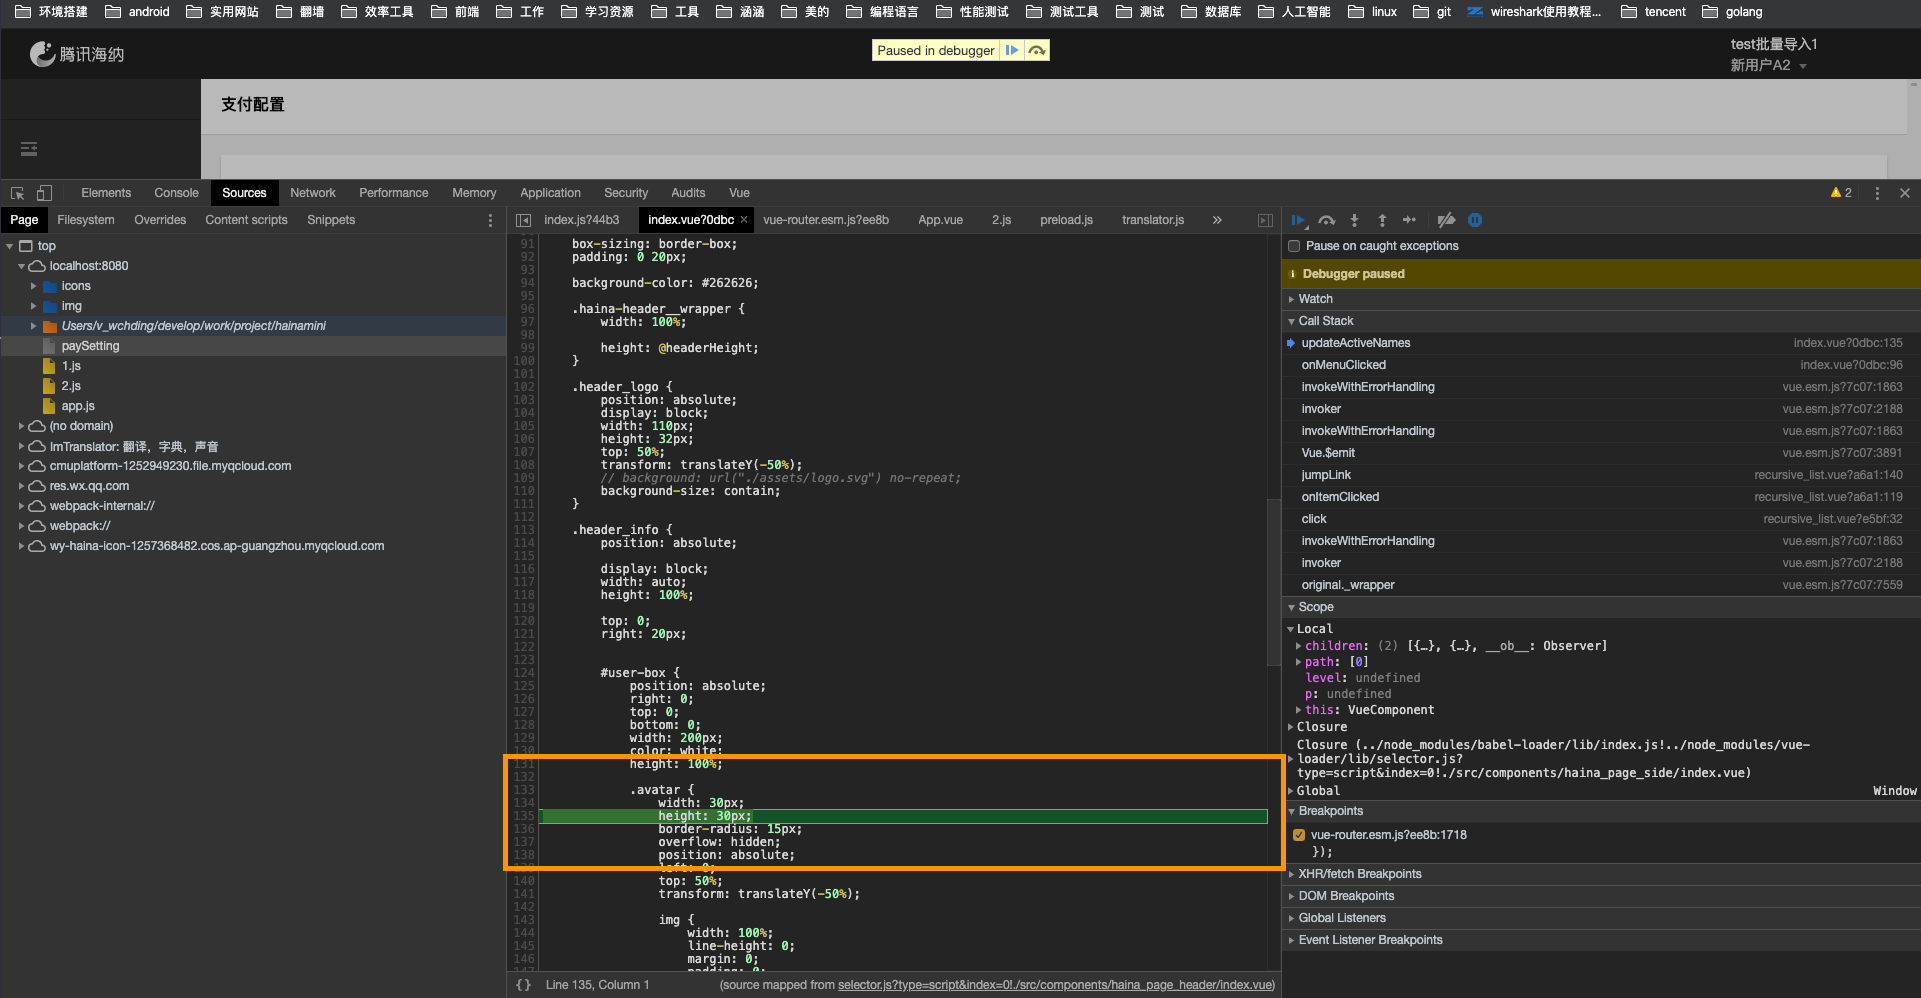 环境搭建 android 实用网站 翻墙 效率工具 前端 工作 学习资源 工具 涵涵 美的 编程语言 性能测试 测试工具 测试 数据库 人工智能 linux git wireshark使用教程... tencent golang
腾讯海纳
Paused in debugger
test批量导入1
新用户A2
支付配置
Elements Console Sources Network Performance Memory Application Security Audits Vue
2
Page Filesystem Overrides Content scripts Snippets
index.js?44b3 index.vue?0dbc × vue-router.esm.js?ee8b App.vue 2.js preload.js translator.js »
top
localhost:8080
icons
img
Users/v_wchding/develop/work/project/hainamini
paySetting
1.js
2.js
app.js
(no domain)
ImTranslator: 翻译，字典，声音
cmuplatform-1252949230.file.myqcloud.com
res.wx.qq.com
webpack-internal://
webpack://
wy-haina-icon-1257368482.cos.ap-guangzhou.myqcloud.com
91 box-sizing: border-box;
92 padding: 0 20px;
93
94 background-color: #262626;
95
96 .haina-header__wrapper {
97 width: 100%;
98
99 height: @headerHeight;
100 }
101
102 .header_logo {
103 position: absolute;
104 display: block;
105 width: 110px;
106 height: 32px;
107 top: 50%;
108 transform: translateY(-50%);
109 // background: url("./assets/logo.svg") no-repeat;
110 background-size: contain;
111 }
112
113 .header_info {
114 position: absolute;
115
116 display: block;
117 width: auto;
118 height: 100%;
119
120 top: 0;
121 right: 20px;
122
123
124 #user-box {
125 position: absolute;
126 right: 0;
127 top: 0;
128 bottom: 0;
129 width: 200px;
130 color: white;
131 height: 100%;
132
133 .avatar {
134 width: 30px;
135 height: 30px;
136 border-radius: 15px;
137 overflow: hidden;
138 position: absolute;
139 left: 0;
140 top: 50%;
141 transform: translateY(-50%);
142
143 img {
144 width: 100%;
145 line-height: 0;
146 margin: 0;
147 padding: 0;
{} Line 135, Column 1 (source mapped from selector.js?type=script&index=0!./src/components/haina_page_header/index.vue)
Pause on caught exceptions
Debugger paused
Watch
Call Stack
updateActiveNames index.vue?0dbc:135
onMenuClicked index.vue?0dbc:96
invokeWithErrorHandling vue.esm.js?7c07:1863
invoker vue.esm.js?7c07:2188
invokeWithErrorHandling vue.esm.js?7c07:1863
Vue.$emit vue.esm.js?7c07:3891
jumpLink recursive_list.vue?a6a1:140
onItemClicked recursive_list.vue?a6a1:119
click recursive_list.vue?e5bf:32
invokeWithErrorHandling vue.esm.js?7c07:1863
invoker vue.esm.js?7c07:2188
original._wrapper vue.esm.js?7c07:7559
Scope
Local
children: (2) [{…}, {…}, __ob__: Observer]
path: [0]
level: undefined
p: undefined
this: VueComponent
Closure
Closure (../node_modules/babel-loader/lib/index.js!../node_modules/vue-
loader/lib/selector.js?
type=script&index=0!./src/components/haina_page_side/index.vue)
Global Window
Breakpoints
vue-router.esm.js?ee8b:1718
});
XHR/fetch Breakpoints
DOM Breakpoints
Global Listeners
Event Listener Breakpoints